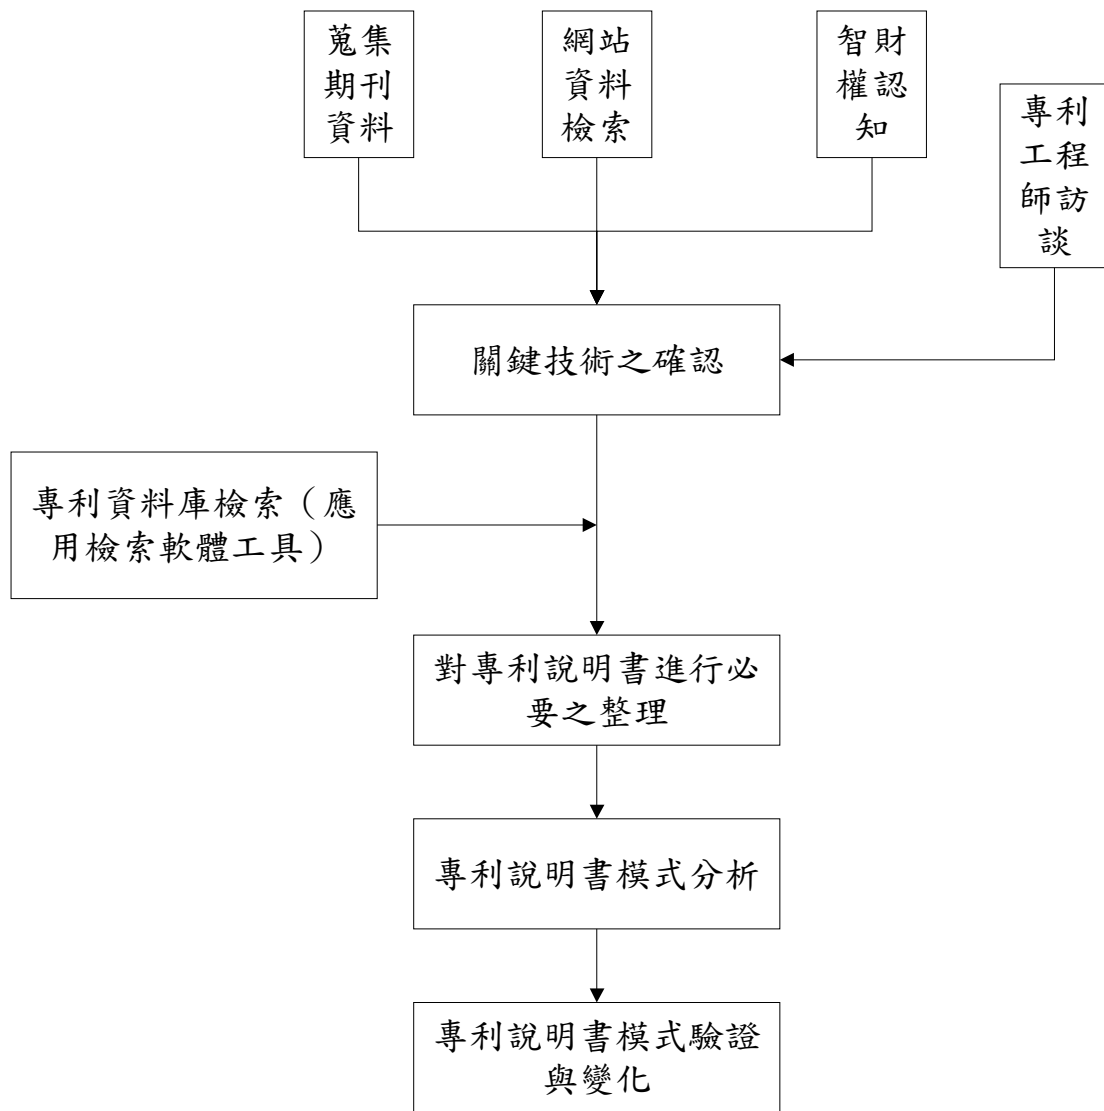 蒐集
期刊
資料
網站
資料
檢索
智財
權認
知
專利
工程
師訪
談
關鍵技術之確認
專利資料庫檢索（應
用檢索軟體工具）
對專利說明書進行必
要之整理
專利說明書模式分析
專利說明書模式驗證
與變化